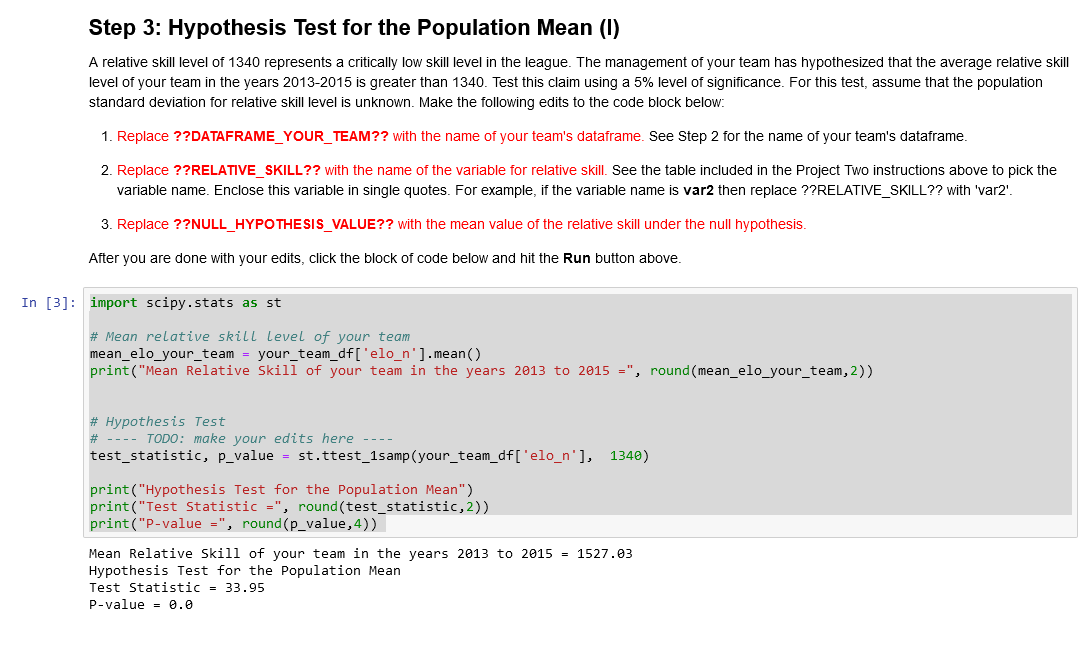 Step 3: Hypothesis Test for the Population Mean (I)
A relative skill level of 1340 represents a critically low skill level in the league. The management of your team has hypothesized that the average relative skill
level of your team in the years 2013-2015 is greater than 1340. Test this claim using a 5% level of significance. For this test, assume that the population
standard deviation for relative skill level is unknown. Make the following edits to the code block below:
1. Replace ??DATAFRAME_YOUR_TEAM?? with the name of your team's dataframe. See Step 2 for the name of your team's dataframe.
2. Replace ??RELATIVE_SKILL?? with the name of the variable for relative skill. See the table included in the Project Two instructions above to pick the
variable name. Enclose this variable in single quotes. For example, if the variable name is var2 then replace ??RELATIVE_SKILL?? with 'var2'.
3. Replace ??NULL_HYPOTHESIS_VALUE?? with the mean value of the relative skill under the null hypothesis.
After you are done with your edits, click the block of code below and hit the Run button above.
In [3]: import scipy.stats as st
# Mean relative skill level of your team
mean_elo_your_team = your_team_df['elo_n'].mean()
print("Mean Relative Skill of your team in the years 2013 to 2015 =", round(mean_elo_your_team,2))
# Hypothesis Test
# ---- TODO: make your edits here ----
test_statistic, p_value = st.ttest_1samp(your_team_df['elo_n'],  1340)
print("Hypothesis Test for the Population Mean")
print("Test Statistic =", round(test_statistic,2))
print("P-value =", round(p_value,4))
Mean Relative Skill of your team in the years 2013 to 2015 = 1527.03
Hypothesis Test for the Population Mean
Test Statistic = 33.95
P-value = 0.0